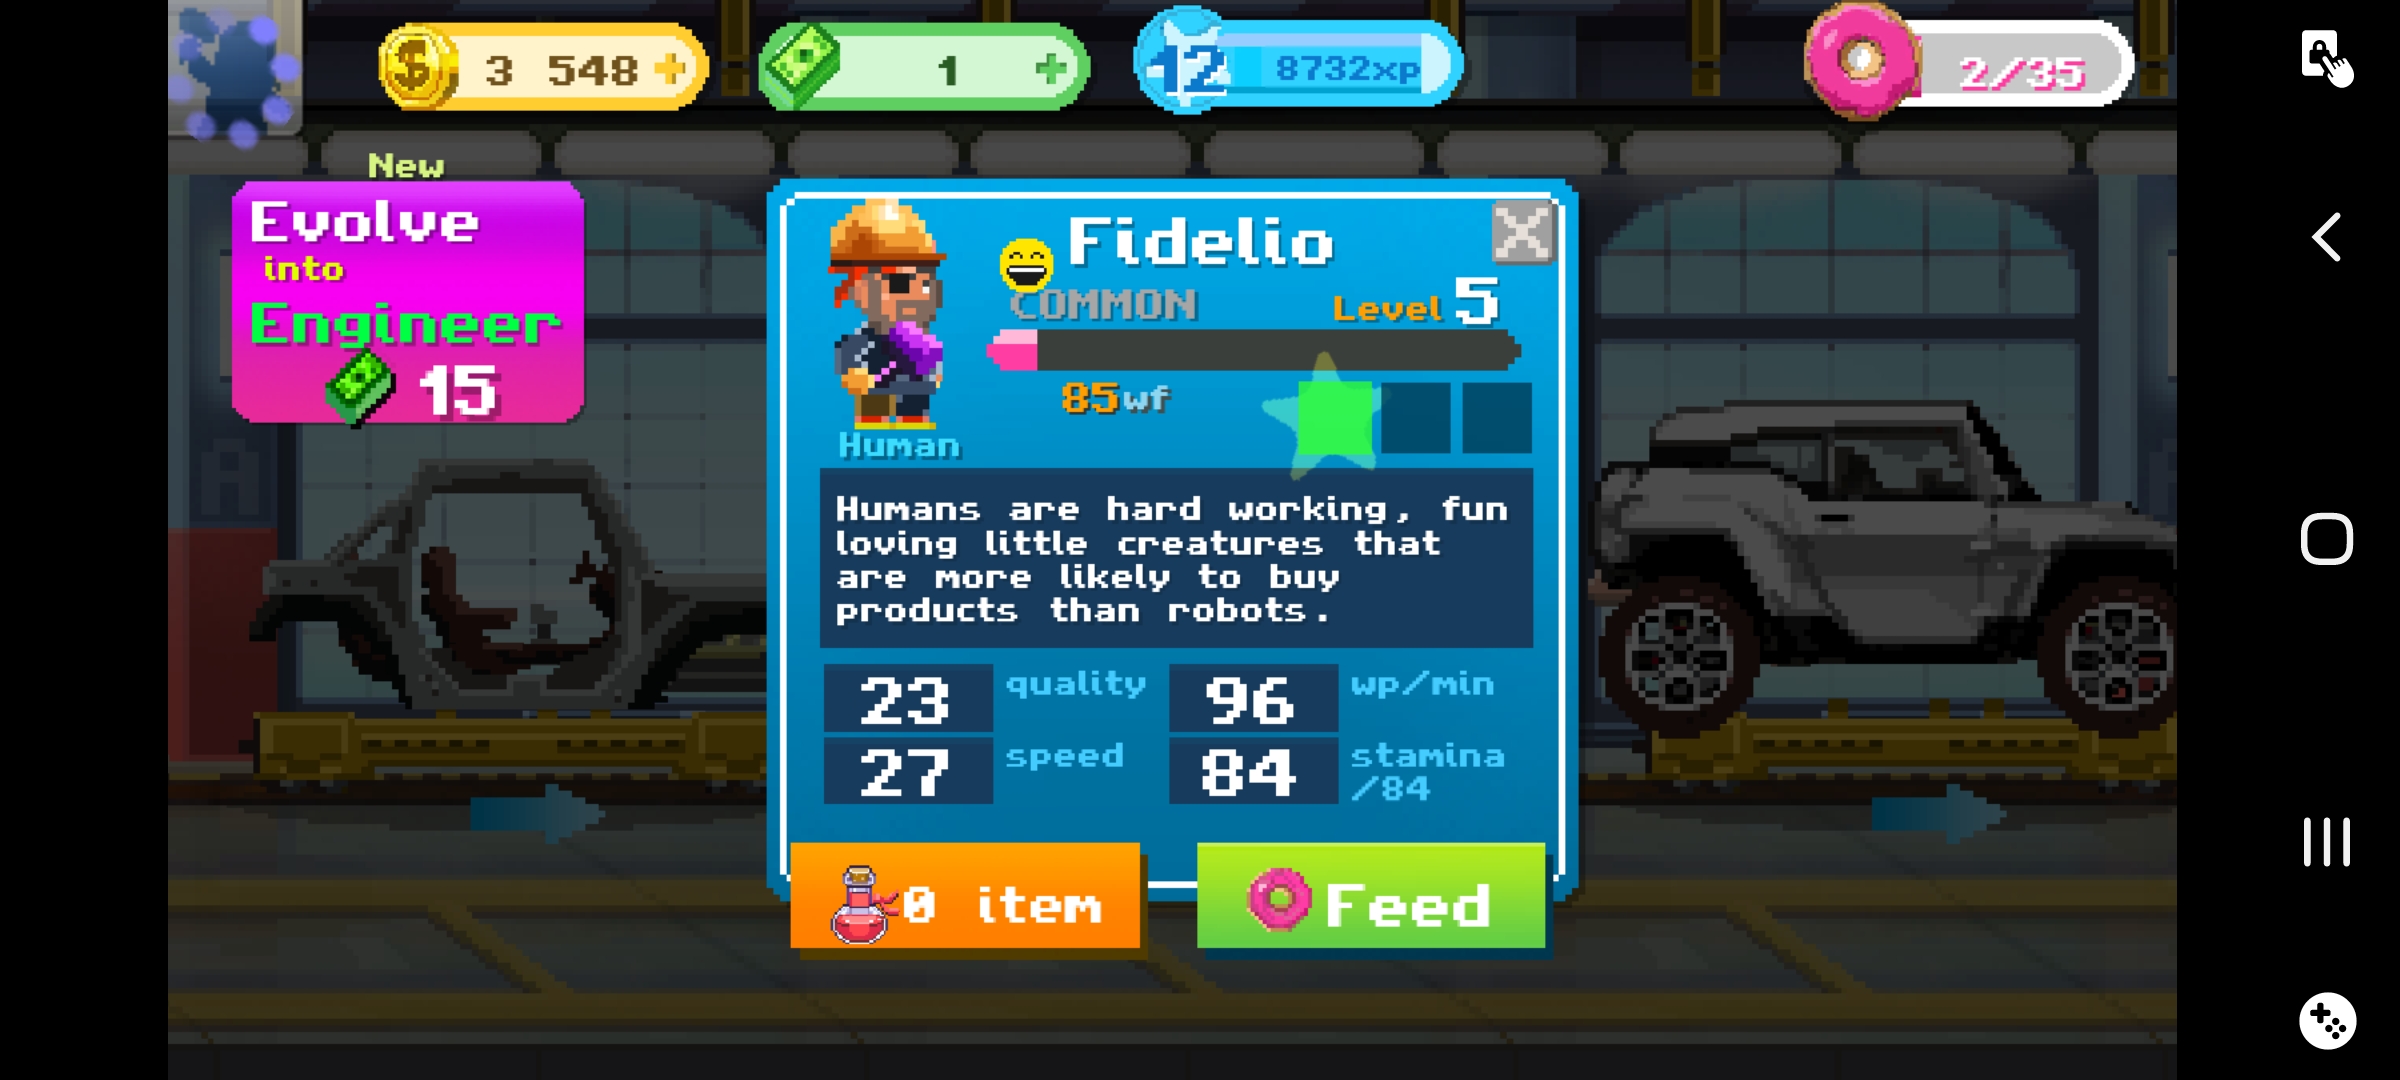 3 548 +
1 +
12 8732xp
2/35
New
Evolve
into
Engineer
15
Fidelio
COMMON Level 5
85wf
Human
Humans are hard working, fun
loving little creatures that
are more likely to buy
products than robots.
23 quality 96 wp/min
27 speed 84 stamina
/84
0 item
Feed